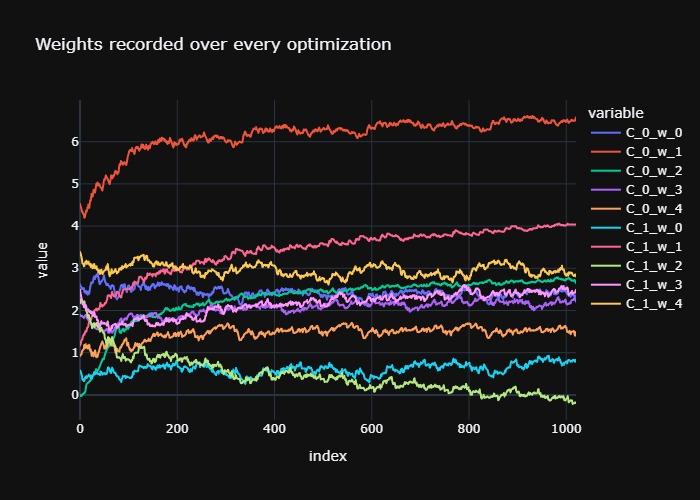 Weights recorded over every optimization
variable
C_0_w_0
C_0_w_1
C_0_w_2
C_0_w_3
C_0_w_4
C_1_w_0
C_1_w_1
C_1_w_2
C_1_w_3
C_1_w_4
value
6
5
4
3
2
1
0
0
200
400
600
800
1000
index